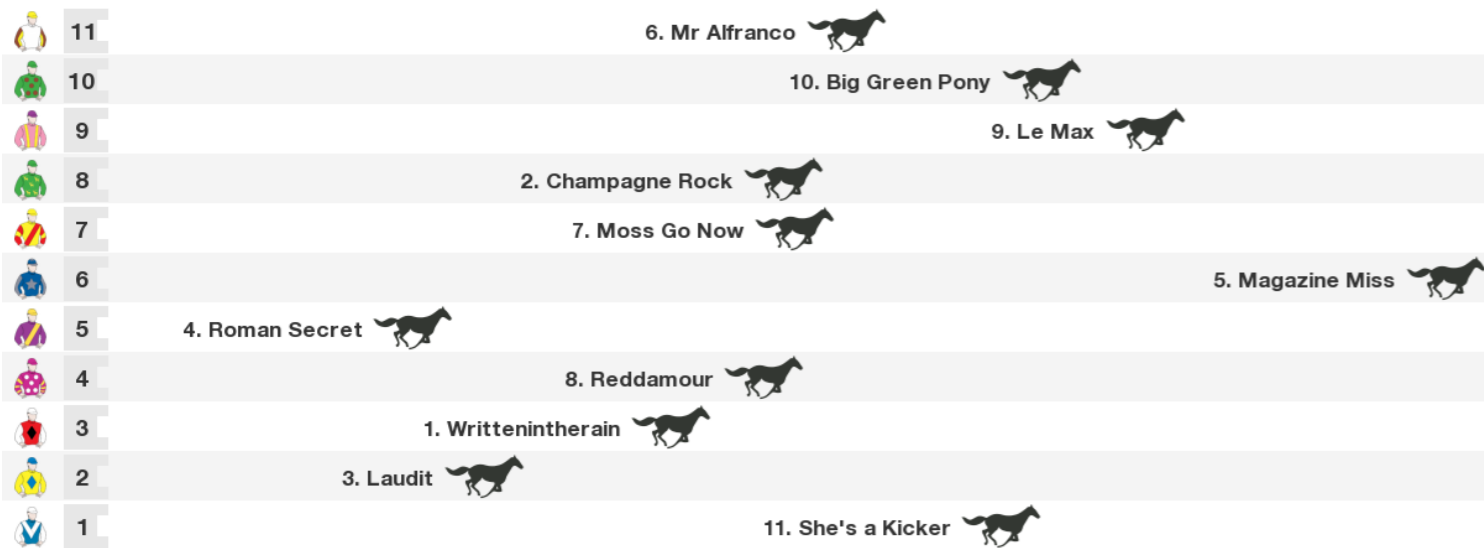 11 6. Mr Alfranco
10 10. Big Green Pony
9 9. Le Max
8 2. Champagne Rock
7 7. Moss Go Now
6 5. Magazine Miss
5 4. Roman Secret
4 8. Reddamour
3 1. Writtenintherain
2 3. Laudit
1 11. She's a Kicker